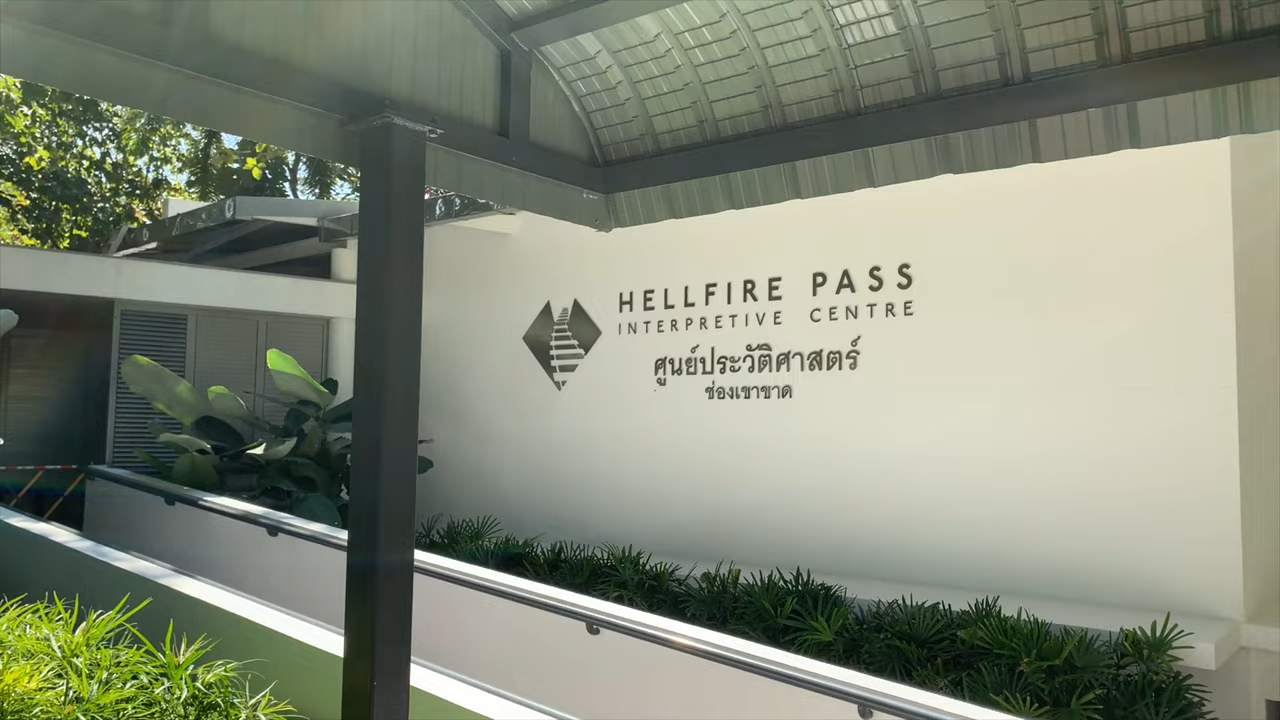 HELLFIRE PASS
INTERPRETIVE CENTRE
ศูนย์ประวัติศาสตร์
ช่องเขาขาด